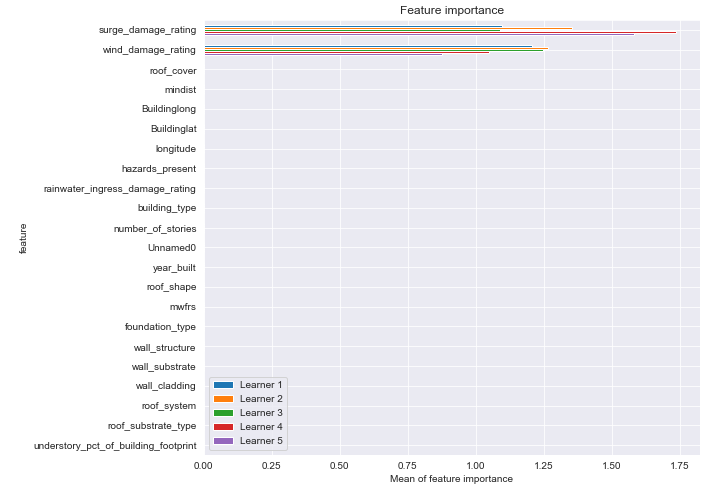 Feature importance
surge_damage_rating
wind_damage_rating
roof_cover
mindist
Buildinglong
Buildinglat
longitude
hazards_present
rainwater_ingress_damage_rating
building_type
number_of_stories
Unnamed0
year_built
roof_shape
mwfrs
foundation_type
wall_structure
wall_substrate
wall_cladding
roof_system
roof_substrate_type
understory_pct_of_building_footprint
feature
Learner 1
Learner 2
Learner 3
Learner 4
Learner 5
0.00 0.25 0.50 0.75 1.00 1.25 1.50 1.75
Mean of feature importance